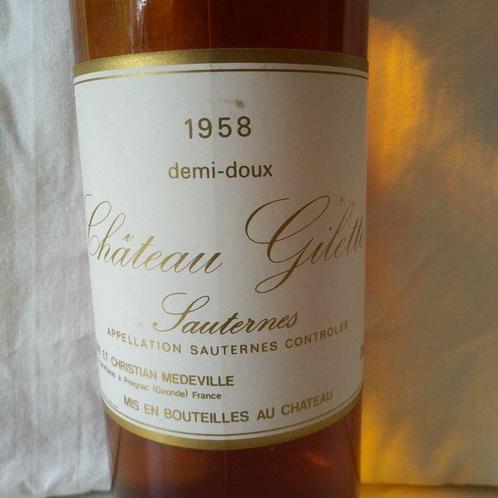 1958
demi-doux
Château Gilette
Sauternes
APPELLATION SAUTERNES CONTROLÉE
ET CHRISTIAN MEDEVILLE
à Preignac (Gironde) France
MIS EN BOUTEILLES AU CHATEAU